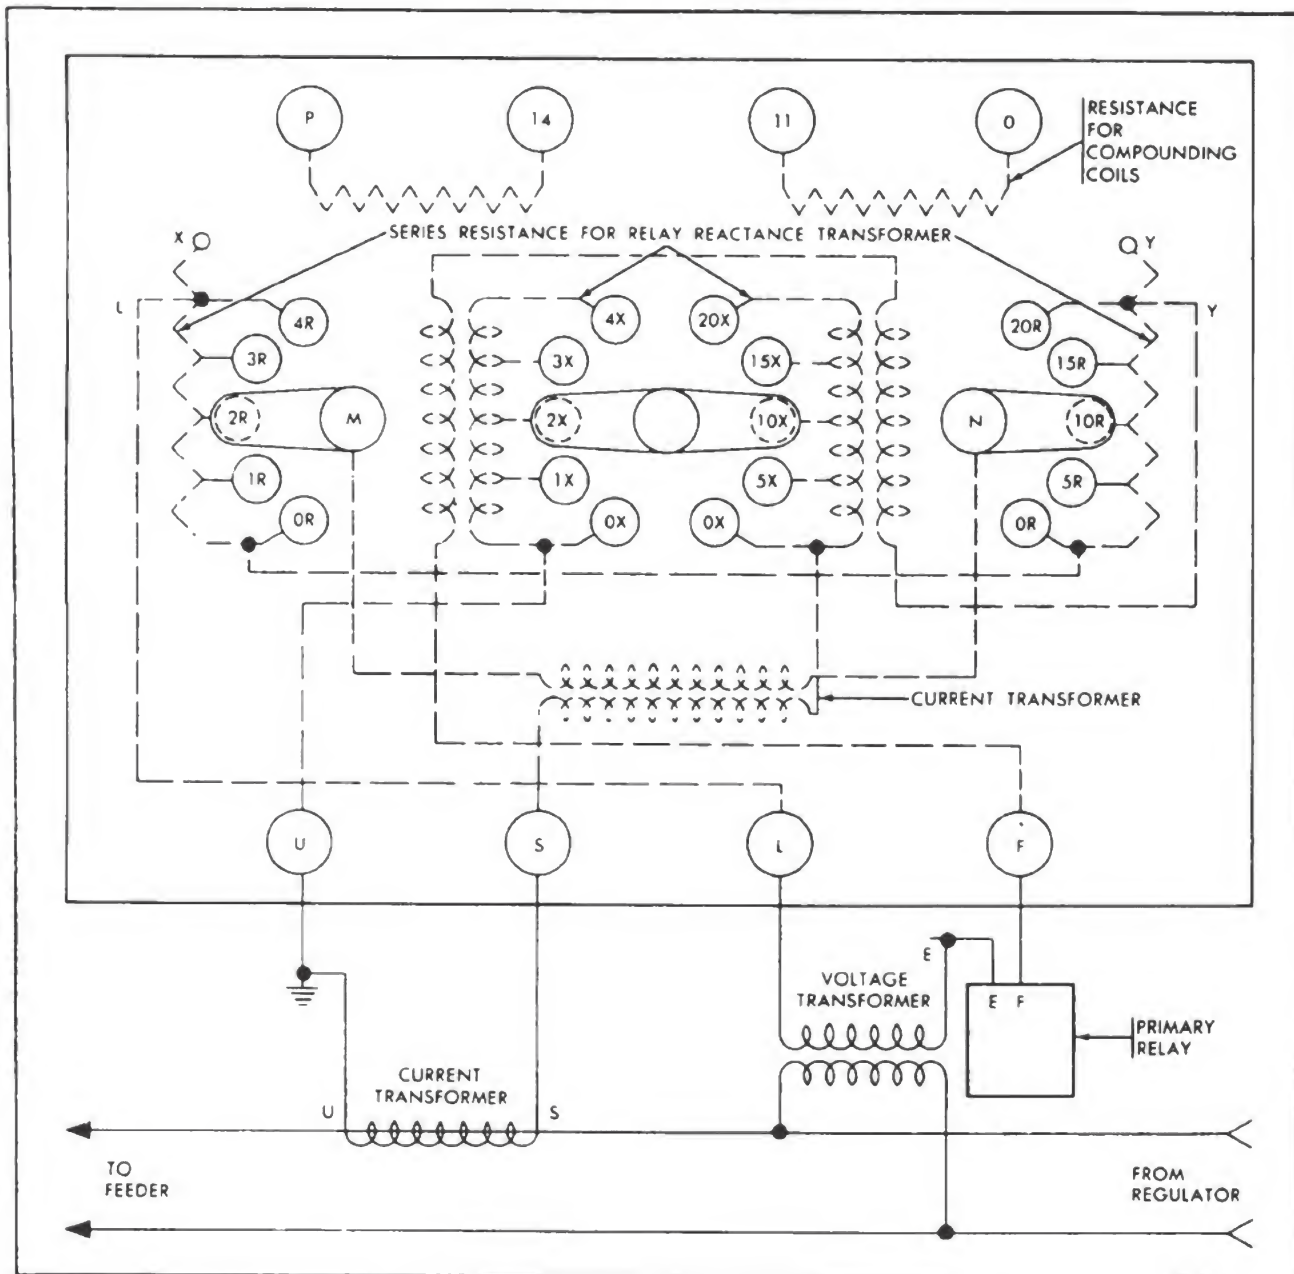 P
14
11
0
RESISTANCE
FOR
COMPOUNDING
COILS
X
SERIES RESISTANCE FOR RELAY REACTANCE TRANSFORMER
Y
L
4R
4X
20X
20R
Y
3R
3X
15X
15R
2R
M
2X
10X
N
10R
1R
1X
5X
5R
0R
0X
0X
0R
CURRENT TRANSFORMER
U
S
L
F
E
VOLTAGE
TRANSFORMER
E F
PRIMARY
RELAY
CURRENT
TRANSFORMER
U
S
TO
FEEDER
FROM
REGULATOR